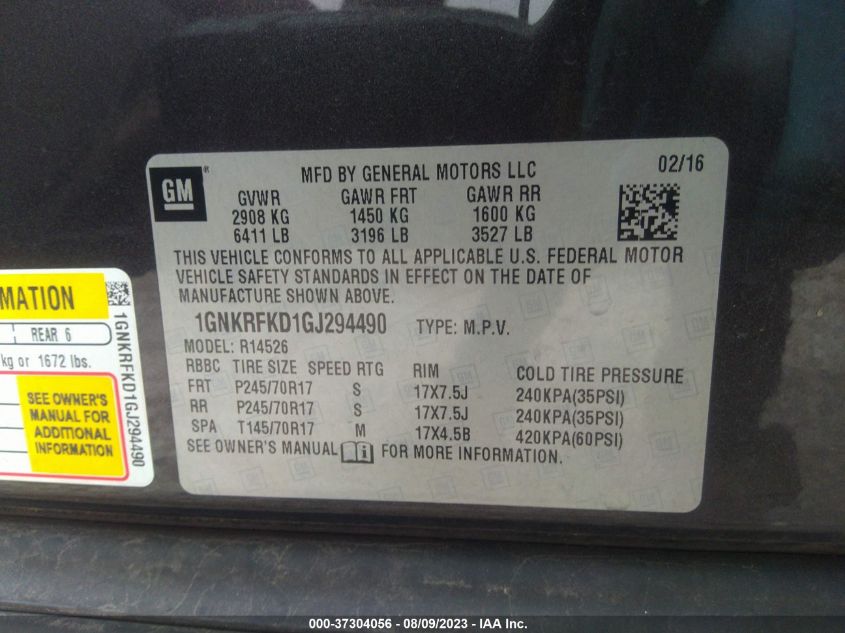 GM ®
MFD BY GENERAL MOTORS LLC 02/16
GVWR GAWR FRT GAWR RR
2908 KG 1450 KG 1600 KG
6411 LB 3196 LB 3527 LB
THIS VEHICLE CONFORMS TO ALL APPLICABLE U.S. FEDERAL MOTOR
VEHICLE SAFETY STANDARDS IN EFFECT ON THE DATE OF
MANUFACTURE SHOWN ABOVE.
1GNKRFKD1GJ294490 TYPE: M.P.V.
MODEL: R14526
RBBC TIRE SIZE SPEED RTG RIM COLD TIRE PRESSURE
FRT P245/70R17 S 17X7.5J 240KPA(35PSI)
RR P245/70R17 S 17X7.5J 240KPA(35PSI)
SPA T145/70R17 M 17X4.5B 420KPA(60PSI)
SEE OWNER'S MANUAL i FOR MORE INFORMATION.
MATION
REAR 6
kg or 1672 lbs.
SEE OWNER'S
MANUAL FOR
ADDITIONAL
INFORMATION
1GNKRFKD1GJ294490
000-37304056 - 08/09/2023 - IAA Inc.